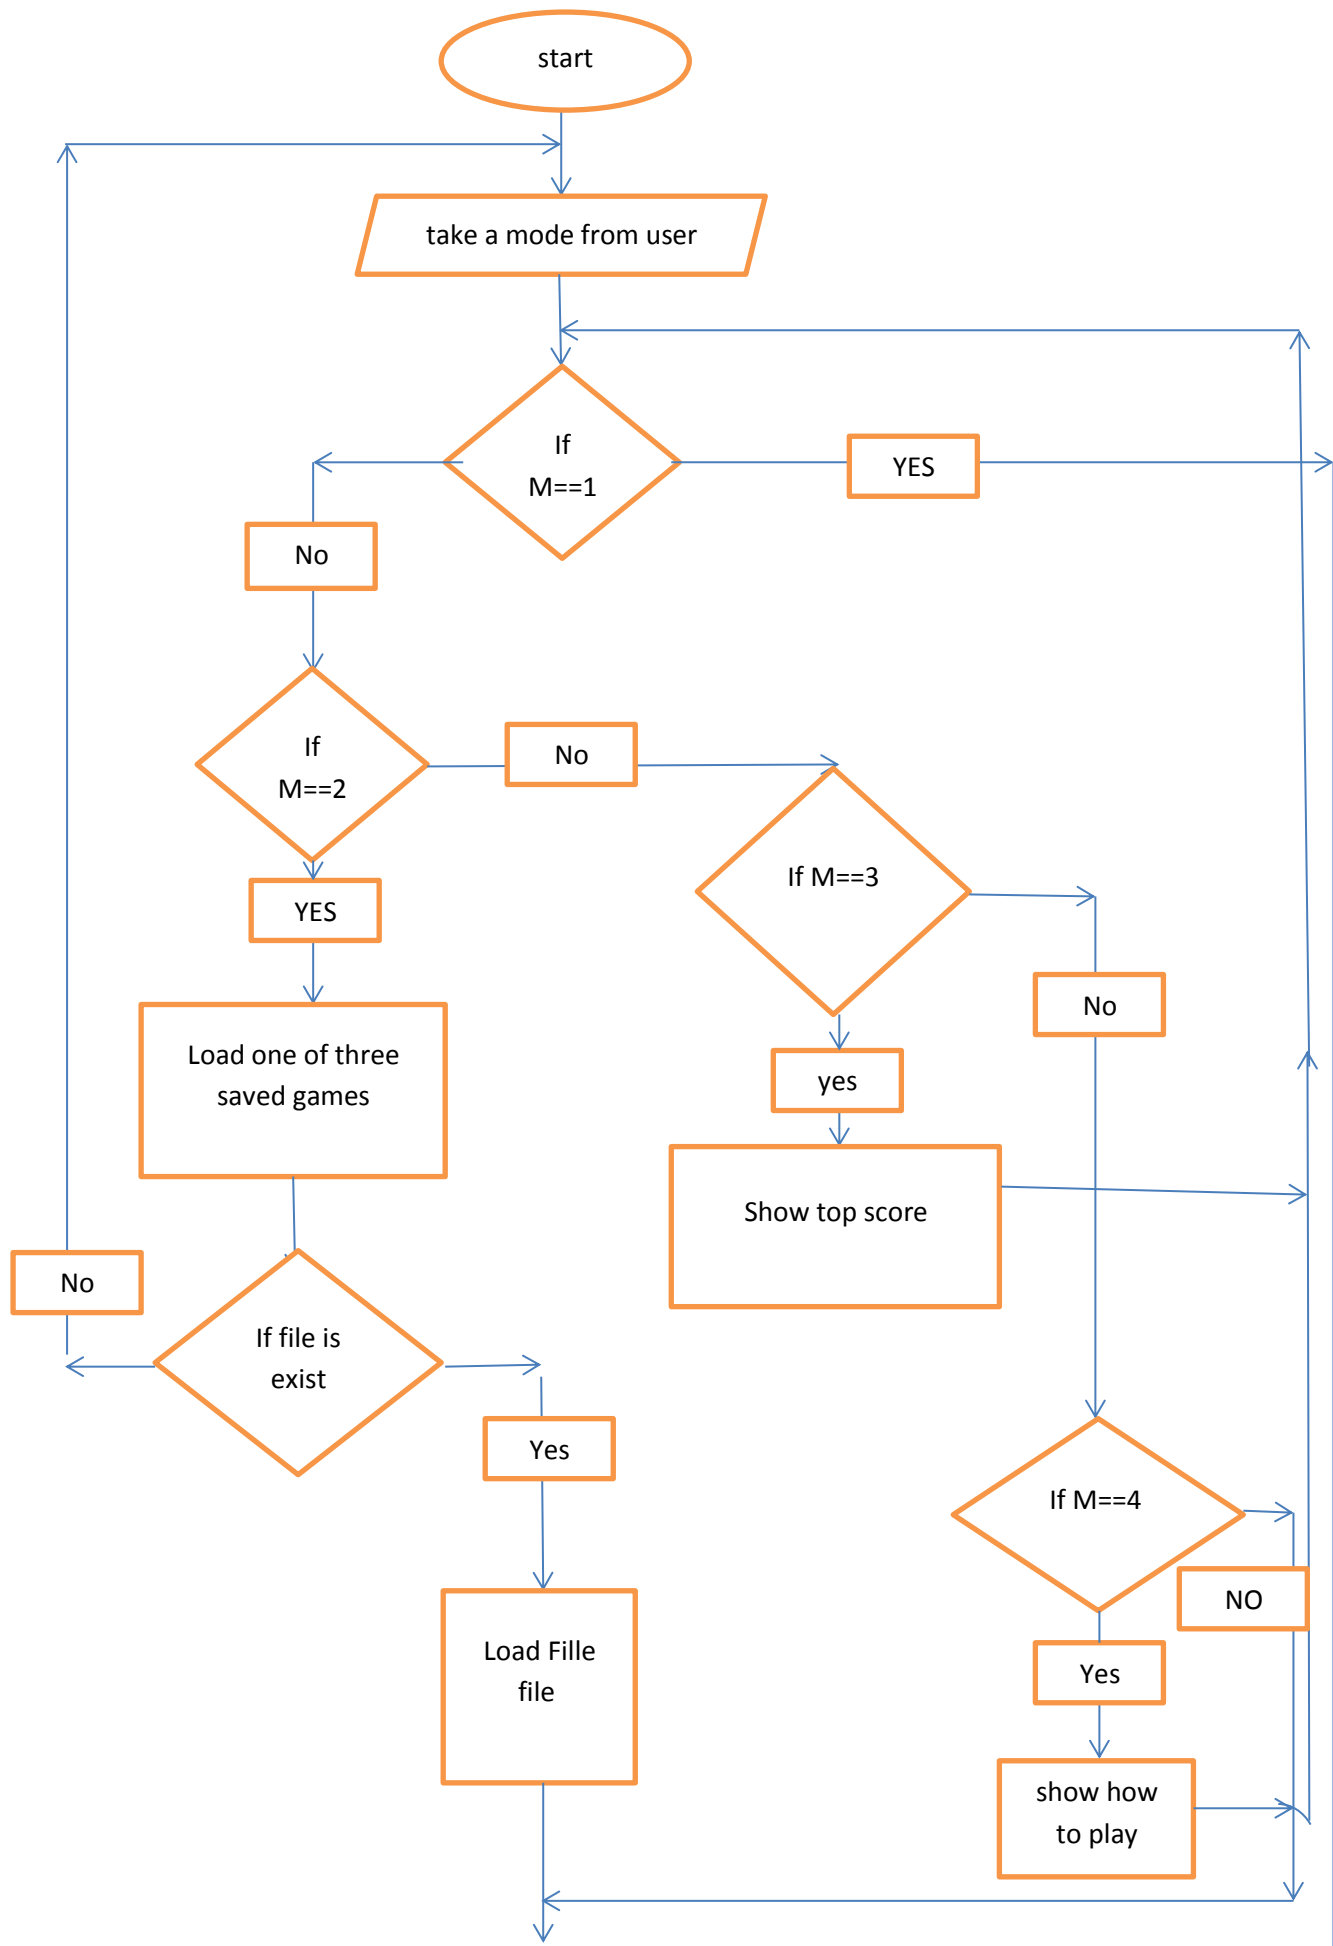 start
take a mode from user
If
M==1
YES
No
If
M==2
No
If M==3
YES
No
Load one of three
saved games
yes
Show top score
No
If file is
exist
Yes
If M==4
NO
Load Fille
file
Yes
show how
to play